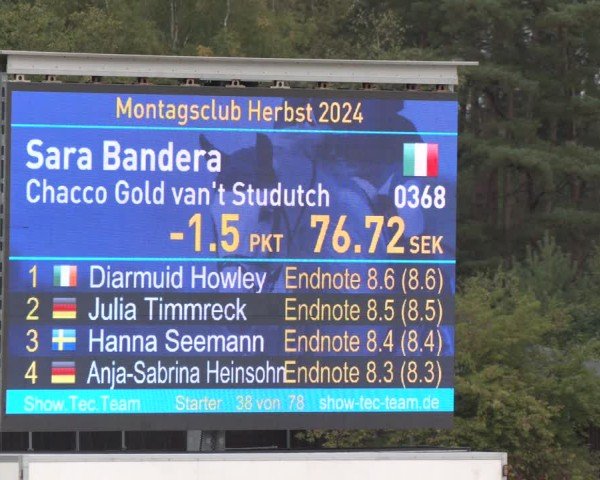 Montagsclub Herbst 2024
Sara Bandera
Chacco Gold van't Studutch 0368
-1.5 PKT 76.72 SEK
1 Diarmuid Howley Endnote 8.6 (8.6)
2 Julia Timmreck Endnote 8.5 (8.5)
3 Hanna Seemann Endnote 8.4 (8.4)
4 Anja-Sabrina Heinsohn Endnote 8.3 (8.3)
Show.Tec.Team Starter 38 von 78 show-tec-team.de